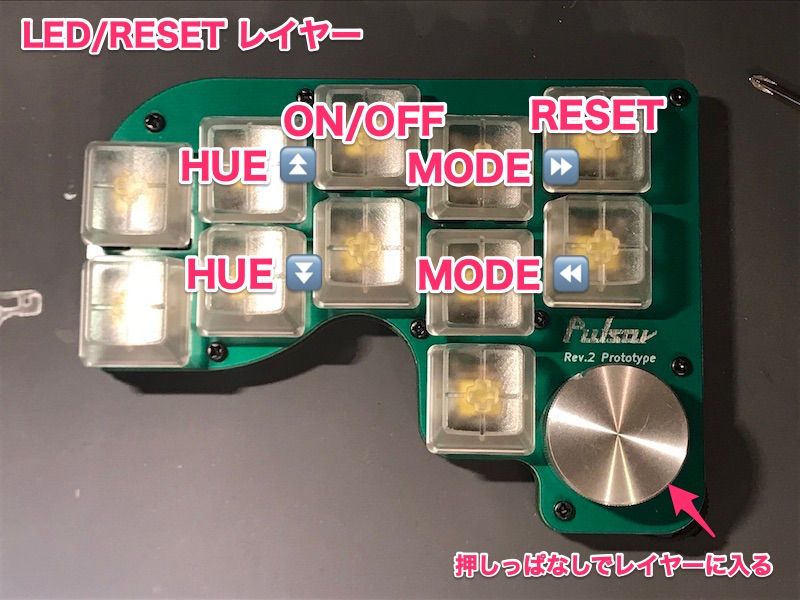 LED/RESET レイヤー
ON/OFF
RESET
HUE ⏫
MODE ⏩
HUE ⏬
MODE ⏪
Pulsar
Rev.2 Prototype
押しっぱなしでレイヤーに入る